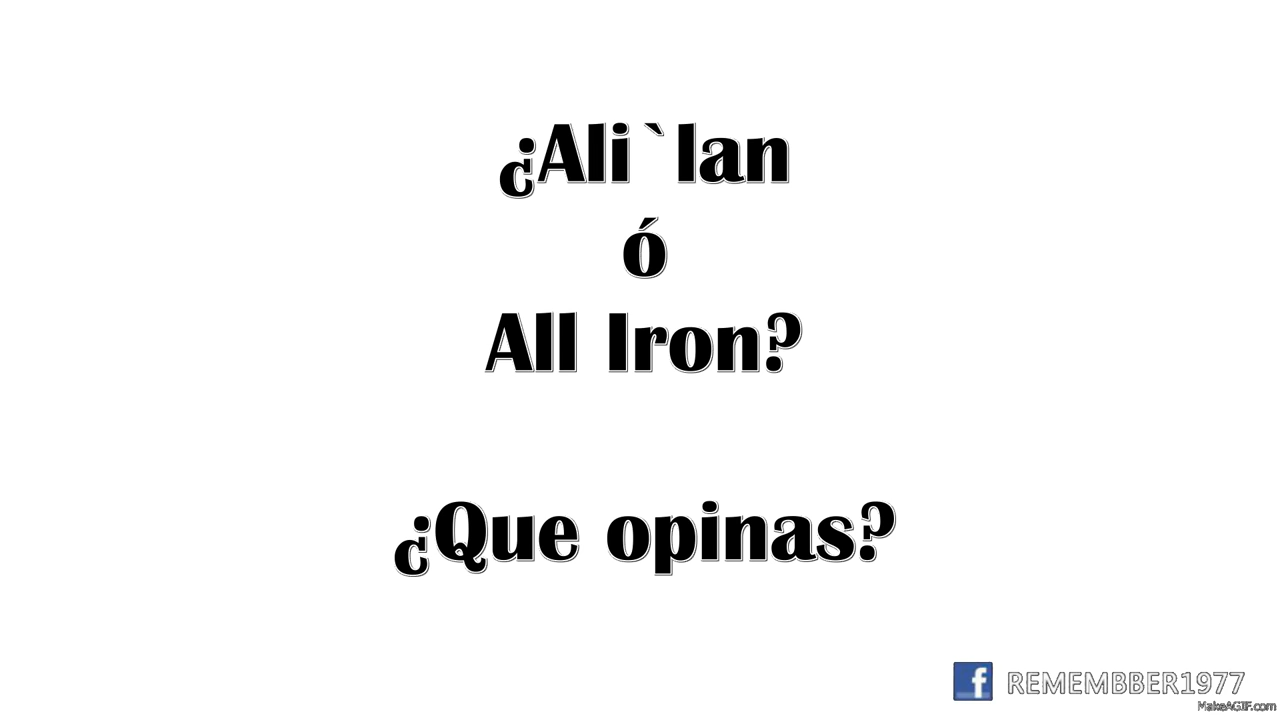 ¿Ali`lan
ó
All Iron?
¿Que opinas?
f REMEMBBER1977
MakeAGIF.com